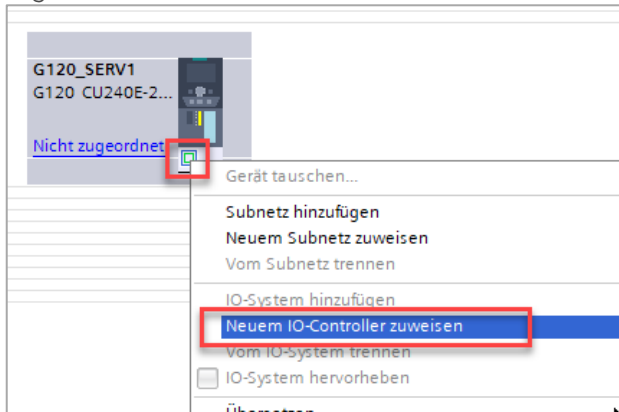 G120_SERV1
G120 CU240E-2...
Nicht zugeordnet
Gerät tauschen...
Subnetz hinzufügen
Neuem Subnetz zuweisen
Vom Subnetz trennen
IO-System hinzufügen
Neuem IO-Controller zuweisen
Vom IO-System trennen
IO-System hervorheben
Übersetzen